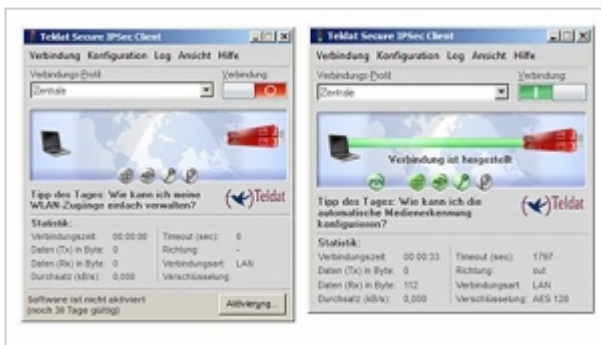 Teldat Secure IPSec Client
Verbindung Konfiguration Log Ansicht Hilfe
Verbindungs-Profil: Verbindung:
Zentrale
Tipp des Tages: Wie kann ich meine
WLAN-Zugänge einfach verwalten?
Teldat
Statistik:
Verbindungszeit: 00:00:00 Timeout (sec): 0
Daten (Tx) in Byte: 0 Richtung: -
Daten (Rx) in Byte: 0 Verbindungsart: LAN
Durchsatz (kB/s): 0,000 Verschlüsselung:
Software ist nicht aktiviert
(noch 30 Tage gültig)
Aktivierung...
Teldat Secure IPSec Client
Verbindung Konfiguration Log Ansicht Hilfe
Verbindungs-Profil: Verbindung:
Zentrale
Verbindung ist hergestellt
Tipp des Tages: Wie kann ich die
automatische Medienerkennung
konfigurieren?
Teldat
Statistik:
Verbindungszeit: 00:00:33 Timeout (sec): 1797
Daten (Tx) in Byte: 0 Richtung: out
Daten (Rx) in Byte: 112 Verbindungsart: LAN
Durchsatz (kB/s): 0,000 Verschlüsselung: AES 128